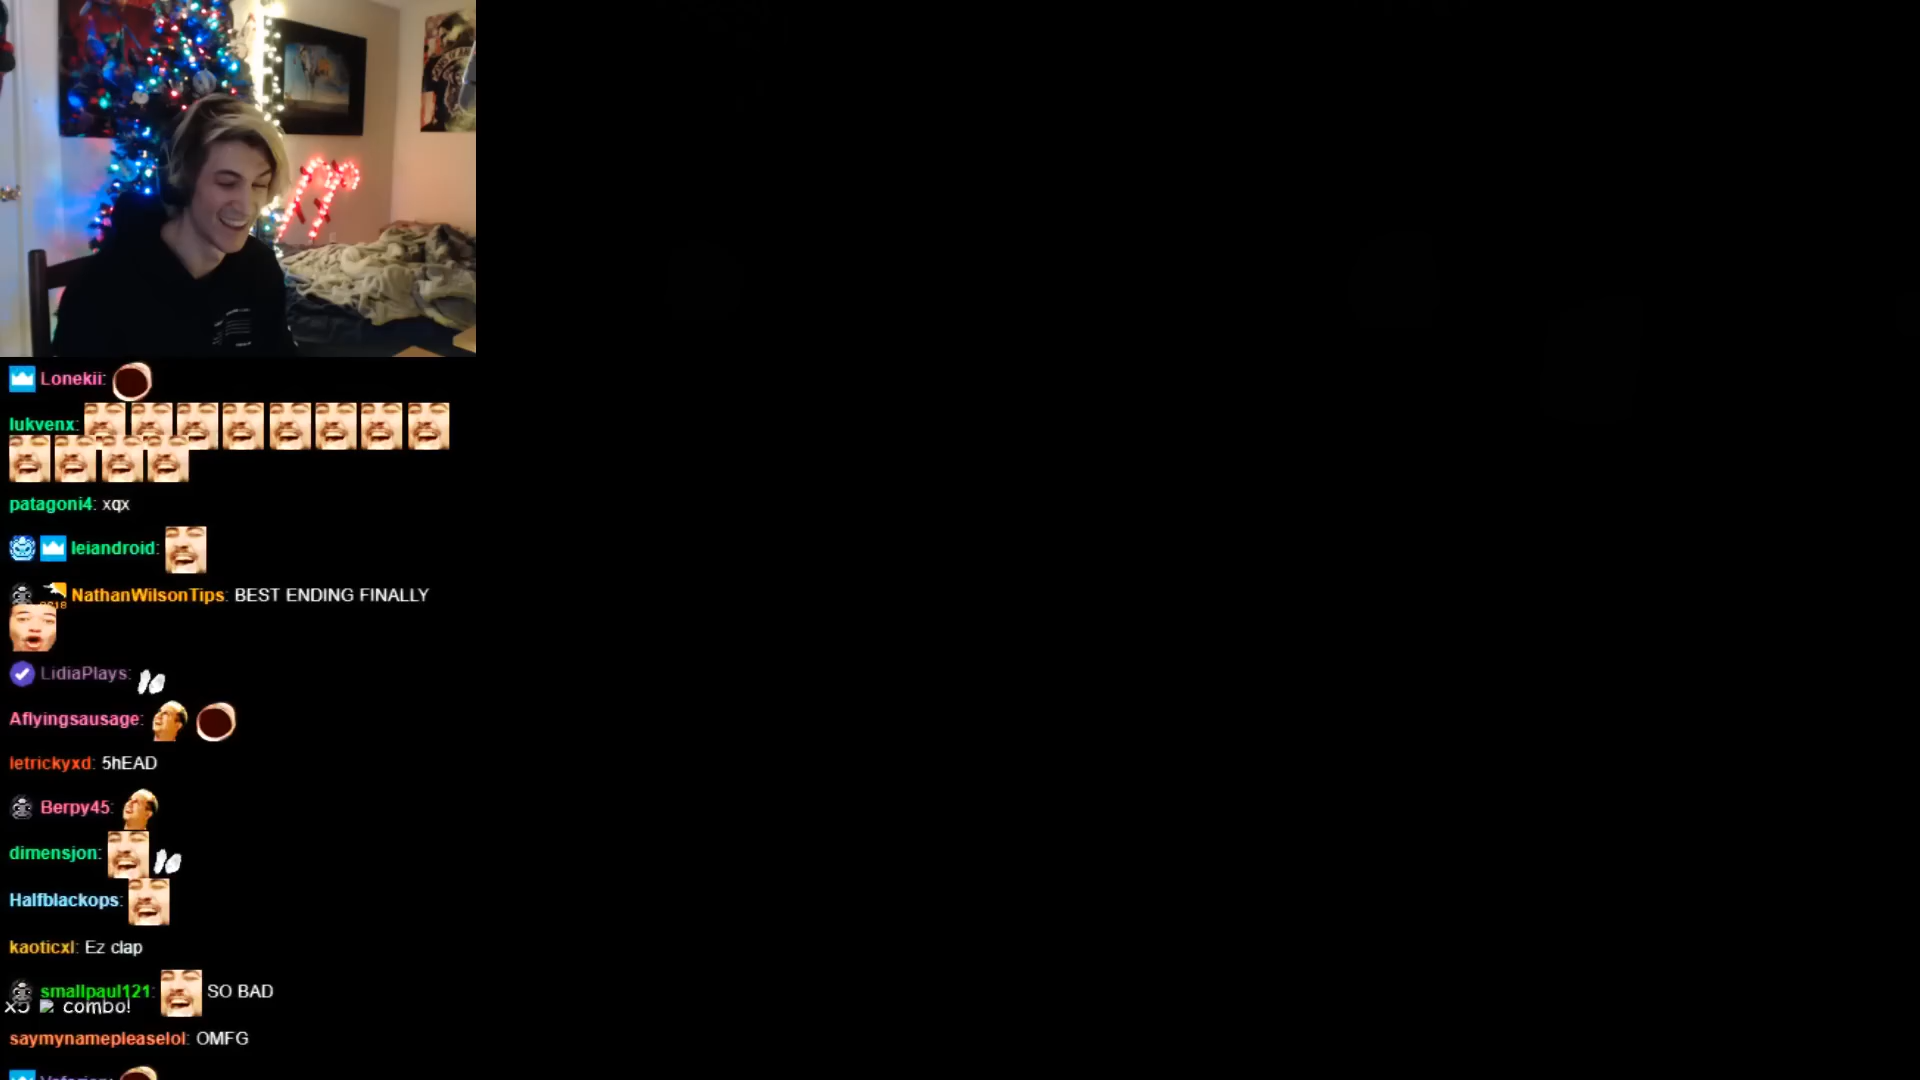 Lonekii:
lukvenx:
patagoni4: xqx
leiandroid:
NathanWilsonTips: BEST ENDING FINALLY
LidiaPlays:
Aflyingsausage:
letrickyxd: 5hEAD
Berpy45:
dimensjon:
Halfblackops:
kaoticxl: Ez clap
smallpaul121: SO BAD
x5 combo!
saymynamepleaselol: OMFG